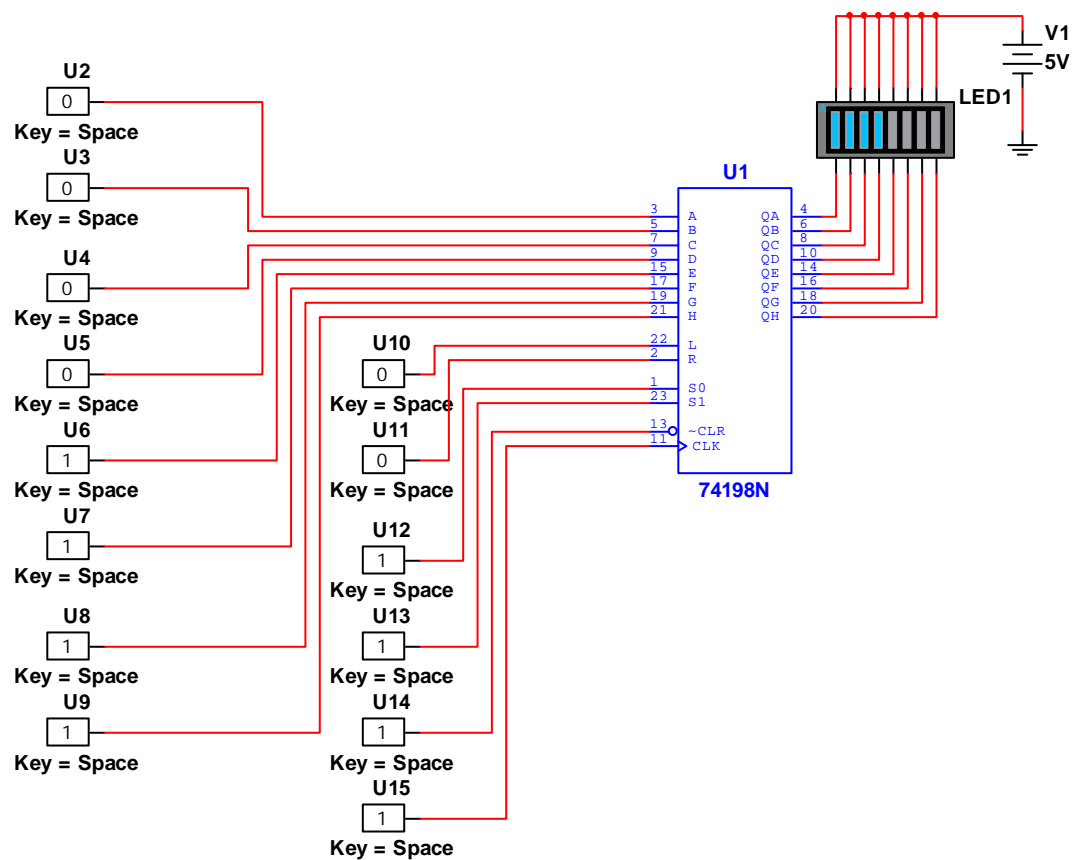 V1
5V
LED1
A
U2
0
Key = Space
U3
0
Key = Space
U4
0
Key = Space
U5
0
Key = Space
U6
1
Key = Space
U7
1
Key = Space
U8
1
Key = Space
U9
1
Key = Space
U10
0
Key = Space
U11
0
Key = Space
U12
1
Key = Space
U13
1
Key = Space
U14
1
Key = Space
U15
1
Key = Space
U1
3 A QA 4
5 B QB 6
7 C QC 8
9 D QD 10
15 E QE 14
17 F QF 16
19 G QG 18
21 H QH 20
22 L
2 R
1 S0
23 S1
13 ~CLR
11 CLK
74198N